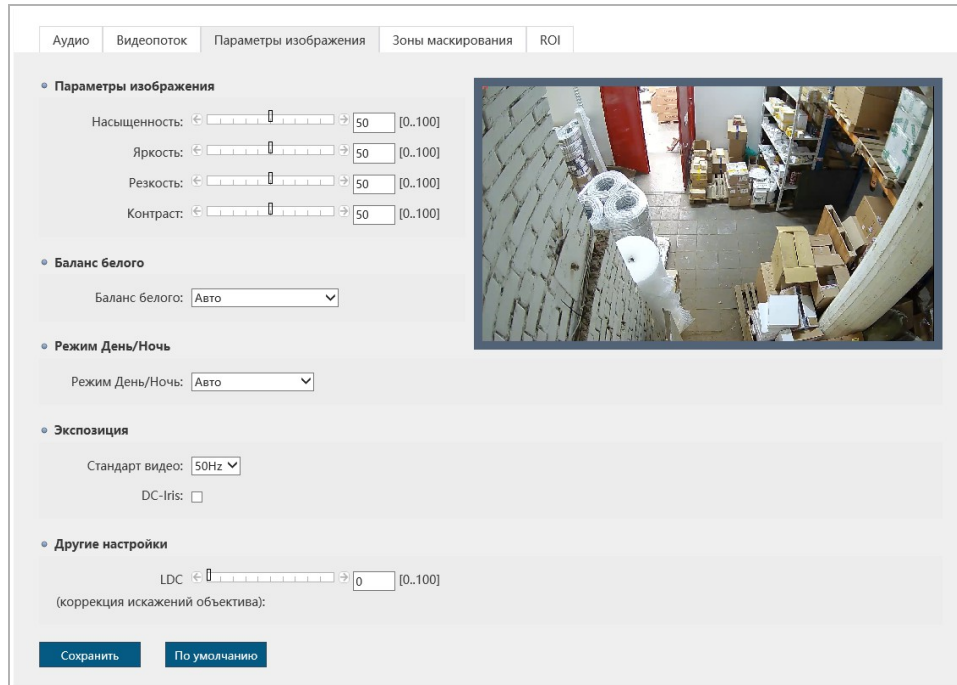 Аудио Видеопоток Параметры изображения Зоны маскирования ROI
Параметры изображения
Насыщенность: 50 [0..100]
Яркость: 50 [0..100]
Резкость: 50 [0..100]
Контраст: 50 [0..100]
Баланс белого
Баланс белого: Авто
Режим День/Ночь
Режим День/Ночь: Авто
Экспозиция
Стандарт видео: 50Hz
DC-Iris:
Другие настройки
LDC 0 [0..100]
(коррекция искажений объектива):
Сохранить По умолчанию